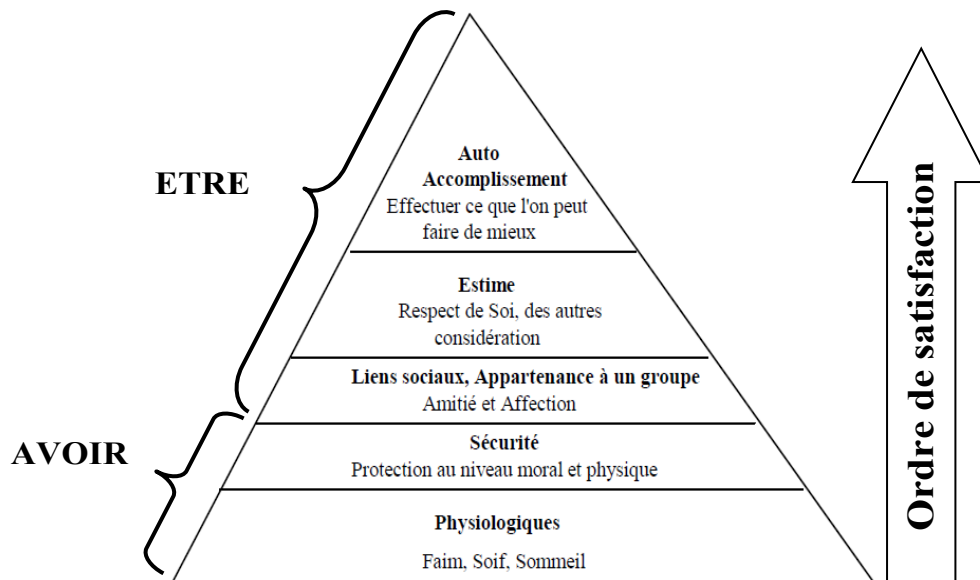 Auto
Accomplissement
Effectuer ce que l'on peut
faire de mieux
ETRE
Estime
Respect de Soi, des autres
considération
Liens sociaux, Appartenance à un groupe
Amitié et Affection
AVOIR
Sécurité
Protection au niveau moral et physique
Physiologiques
Faim, Soif, Sommeil
Ordre de satisfaction